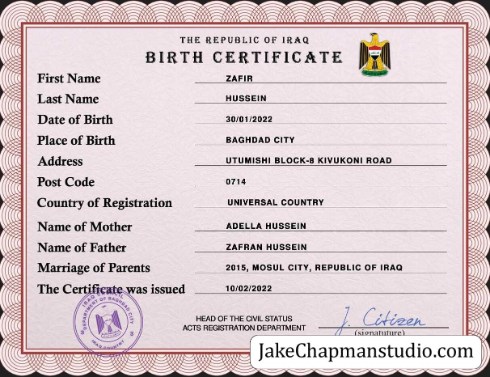 THE REPUBLIC OF IRAQ
BIRTH CERTIFICATE
First Name ZAFIR
Last Name HUSSEIN
Date of Birth 30/01/2022
Place of Birth BAGHDAD CITY
Address UTUMISHI BLOCK-8 KIVUKONI ROAD
Post Code 0714
Country of Registration UNIVERSAL COUNTRY
Name of Mother ADELLA HUSSEIN
Name of Father ZAFRAN HUSSEIN
Marriage of Parents 2015, MOSUL CITY, REPUBLIC OF IRAQ
The Certificate was issued 10/02/2022
HEAD OF THE CIVIL STATUS
ACTS REGISTRATION DEPARTMENT
J. Citizen
(signature)
JakeChapmanstudio.com